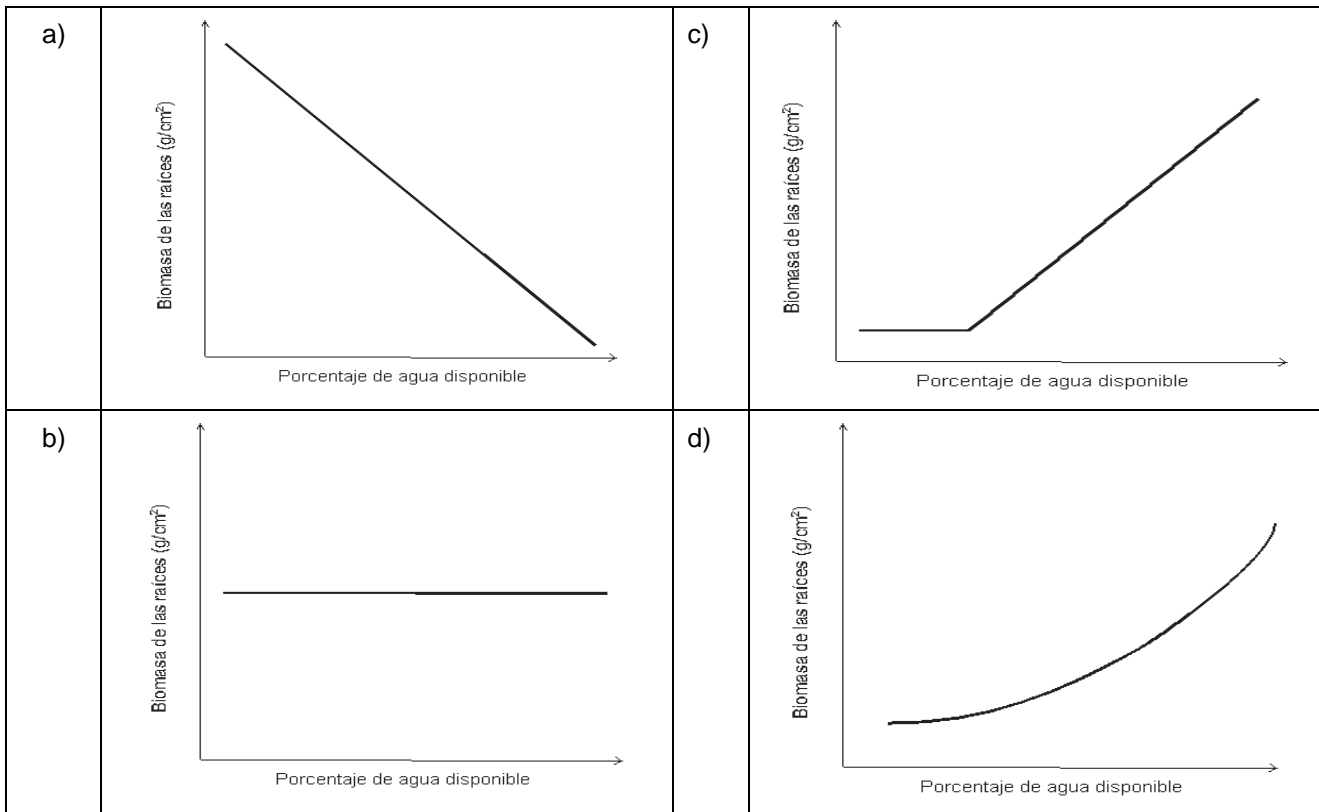 a)
Biomasa de las raíces (g/cm²)
Porcentaje de agua disponible
c)
Biomasa de las raíces (g/cm²)
Porcentaje de agua disponible
b)
Biomasa de las raíces (g/cm²)
Porcentaje de agua disponible
d)
Biomasa de las raíces (g/cm²)
Porcentaje de agua disponible